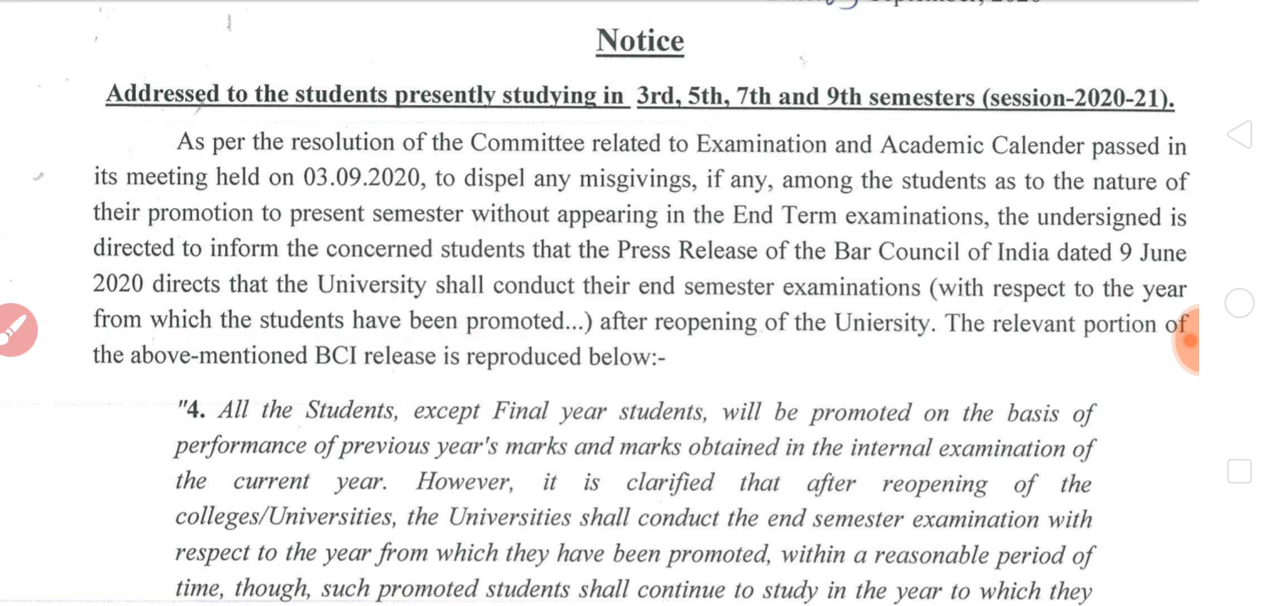 Notice
Addressed to the students presently studying in 3rd, 5th, 7th and 9th semesters (session-2020-21).
As per the resolution of the Committee related to Examination and Academic Calender passed in
its meeting held on 03.09.2020, to dispel any misgivings, if any, among the students as to the nature of
their promotion to present semester without appearing in the End Term examinations, the undersigned is
directed to inform the concerned students that the Press Release of the Bar Council of India dated 9 June
2020 directs that the University shall conduct their end semester examinations (with respect to the year
from which the students have been promoted...) after reopening of the Uniersity. The relevant portion of
the above-mentioned BCI release is reproduced below:-
"4. All the Students, except Final year students, will be promoted on the basis of
performance of previous year's marks and marks obtained in the internal examination of
the current year. However, it is clarified that after reopening of the
colleges/Universities, the Universities shall conduct the end semester examination with
respect to the year from which they have been promoted, within a reasonable period of
time, though, such promoted students shall continue to study in the year to which they